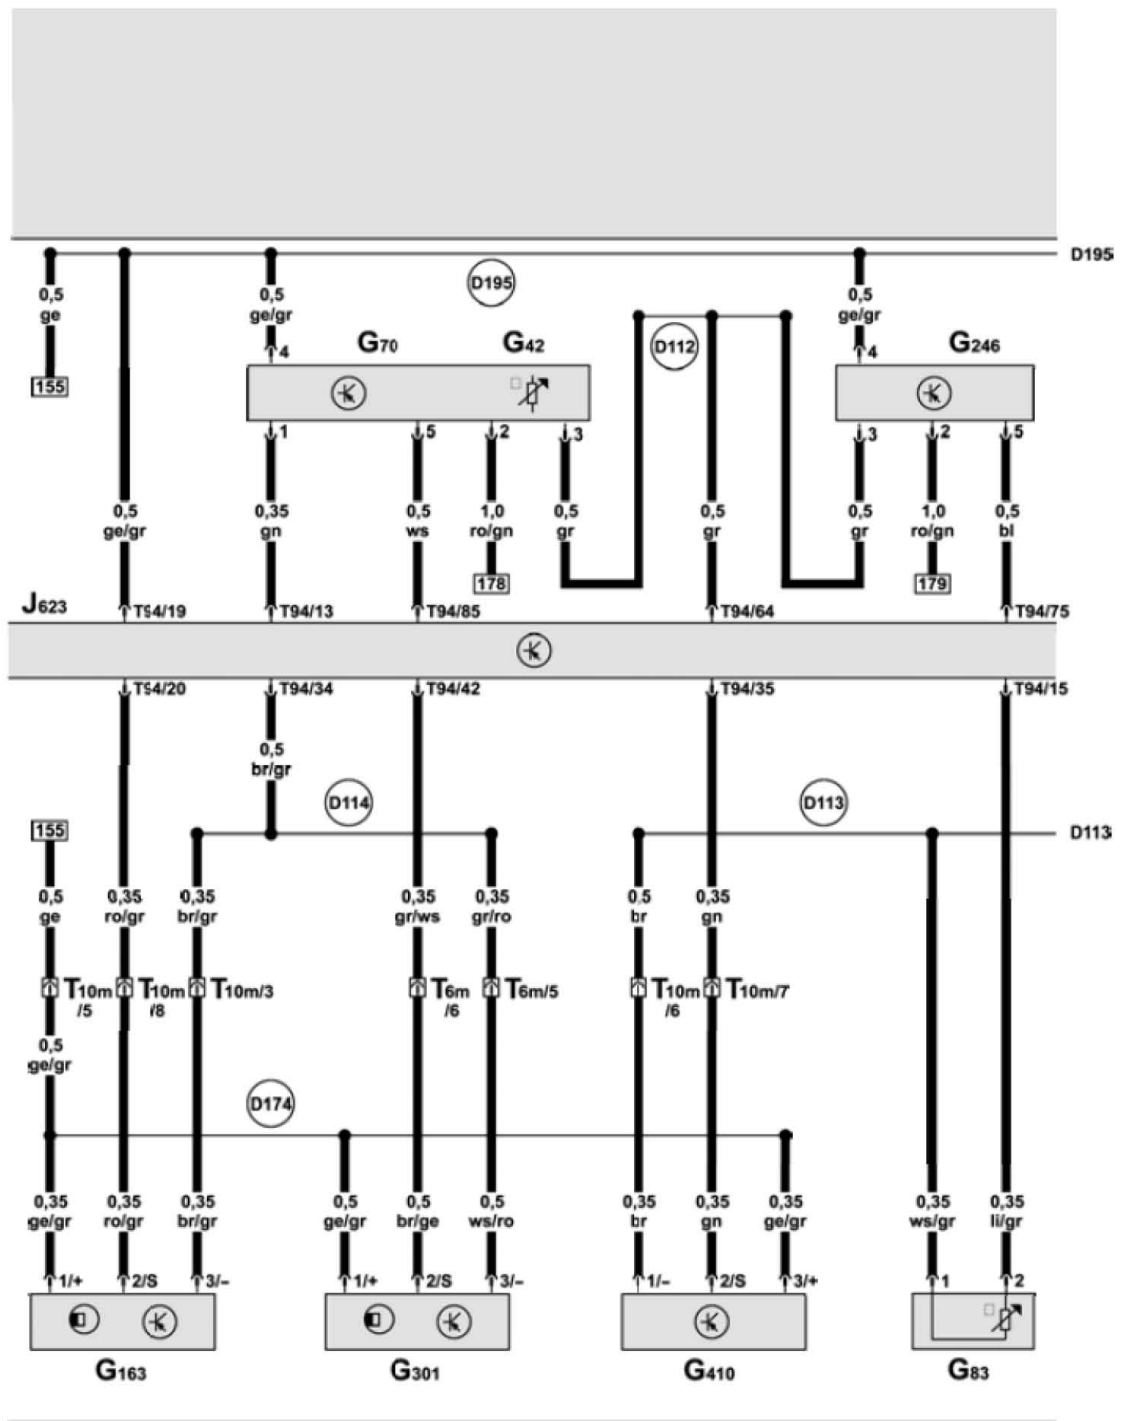 D195
D195
0,5 0,5 0,5
ge ge/gr ge/gr
4 G70 G42 D112 4 G246
155
1 5 2 3 3 2 5
0,5 0,35 0,5 1,0 0,5 0,5 0,5 1,0 0,5
ge/gr gn ws ro/gn gr gr gr ro/gn bl
178 179
J623 T94/19 T94/13 T94/85 T94/64 T94/75
T94/20 T94/34 T94/42 T94/35 T94/15
0,5
br/gr
D114 D113
155 D113
0,5 0,35 0,35 0,35 0,35 0,5 0,35
ge ro/gr br/gr gr/ws gr/ro br gn
T10m T10m T10m/3 T6m T6m/5 T10m T10m/7
/5 /8 /6 /6
0,5
ge/gr
D174
0,35 0,35 0,35 0,5 0,5 0,5 0,35 0,35 0,35 0,35 0,35
ge/gr ro/gr br/gr ge/gr br/ge ws/ro br gn ge/gr ws/gr li/gr
1/+ 2/S 3/– 1/+ 2/S 3/– 1/– 2/S 3/+ 1 2
G163 G301 G410 G83